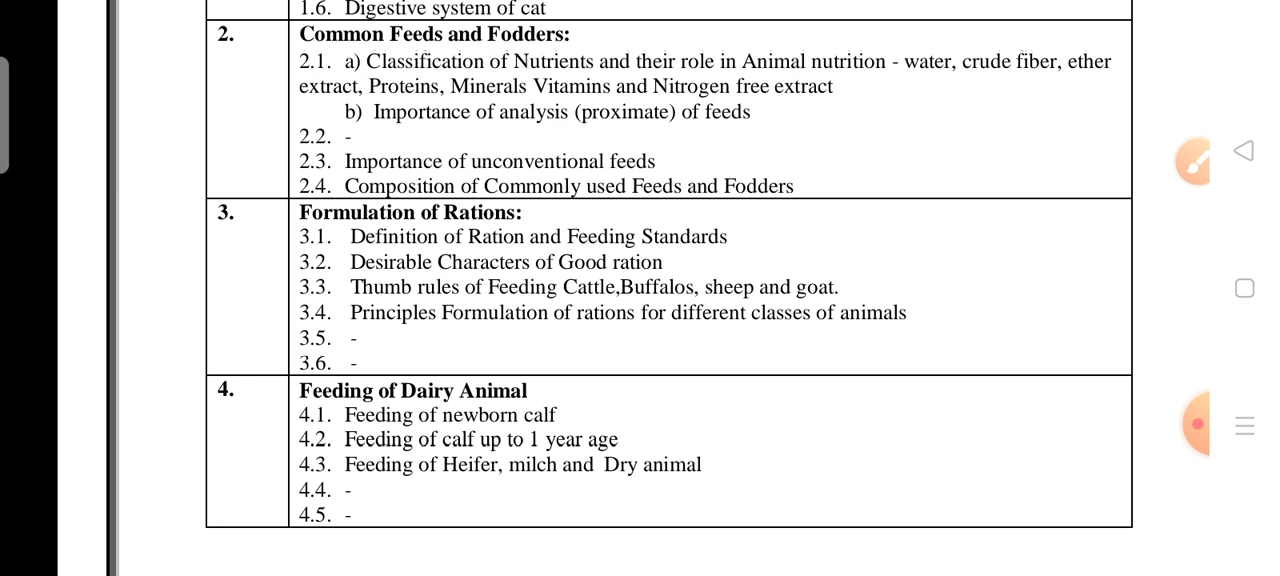 1.6. Digestive system of cat
2.
Common Feeds and Fodders:
2.1. a) Classification of Nutrients and their role in Animal nutrition - water, crude fiber, ether
extract, Proteins, Minerals Vitamins and Nitrogen free extract
b) Importance of analysis (proximate) of feeds
2.2. -
2.3. Importance of unconventional feeds
2.4. Composition of Commonly used Feeds and Fodders
3.
Formulation of Rations:
3.1. Definition of Ration and Feeding Standards
3.2. Desirable Characters of Good ration
3.3. Thumb rules of Feeding Cattle,Buffalos, sheep and goat.
3.4. Principles Formulation of rations for different classes of animals
3.5. -
3.6. -
4.
Feeding of Dairy Animal
4.1. Feeding of newborn calf
4.2. Feeding of calf up to 1 year age
4.3. Feeding of Heifer, milch and Dry animal
4.4. -
4.5. -